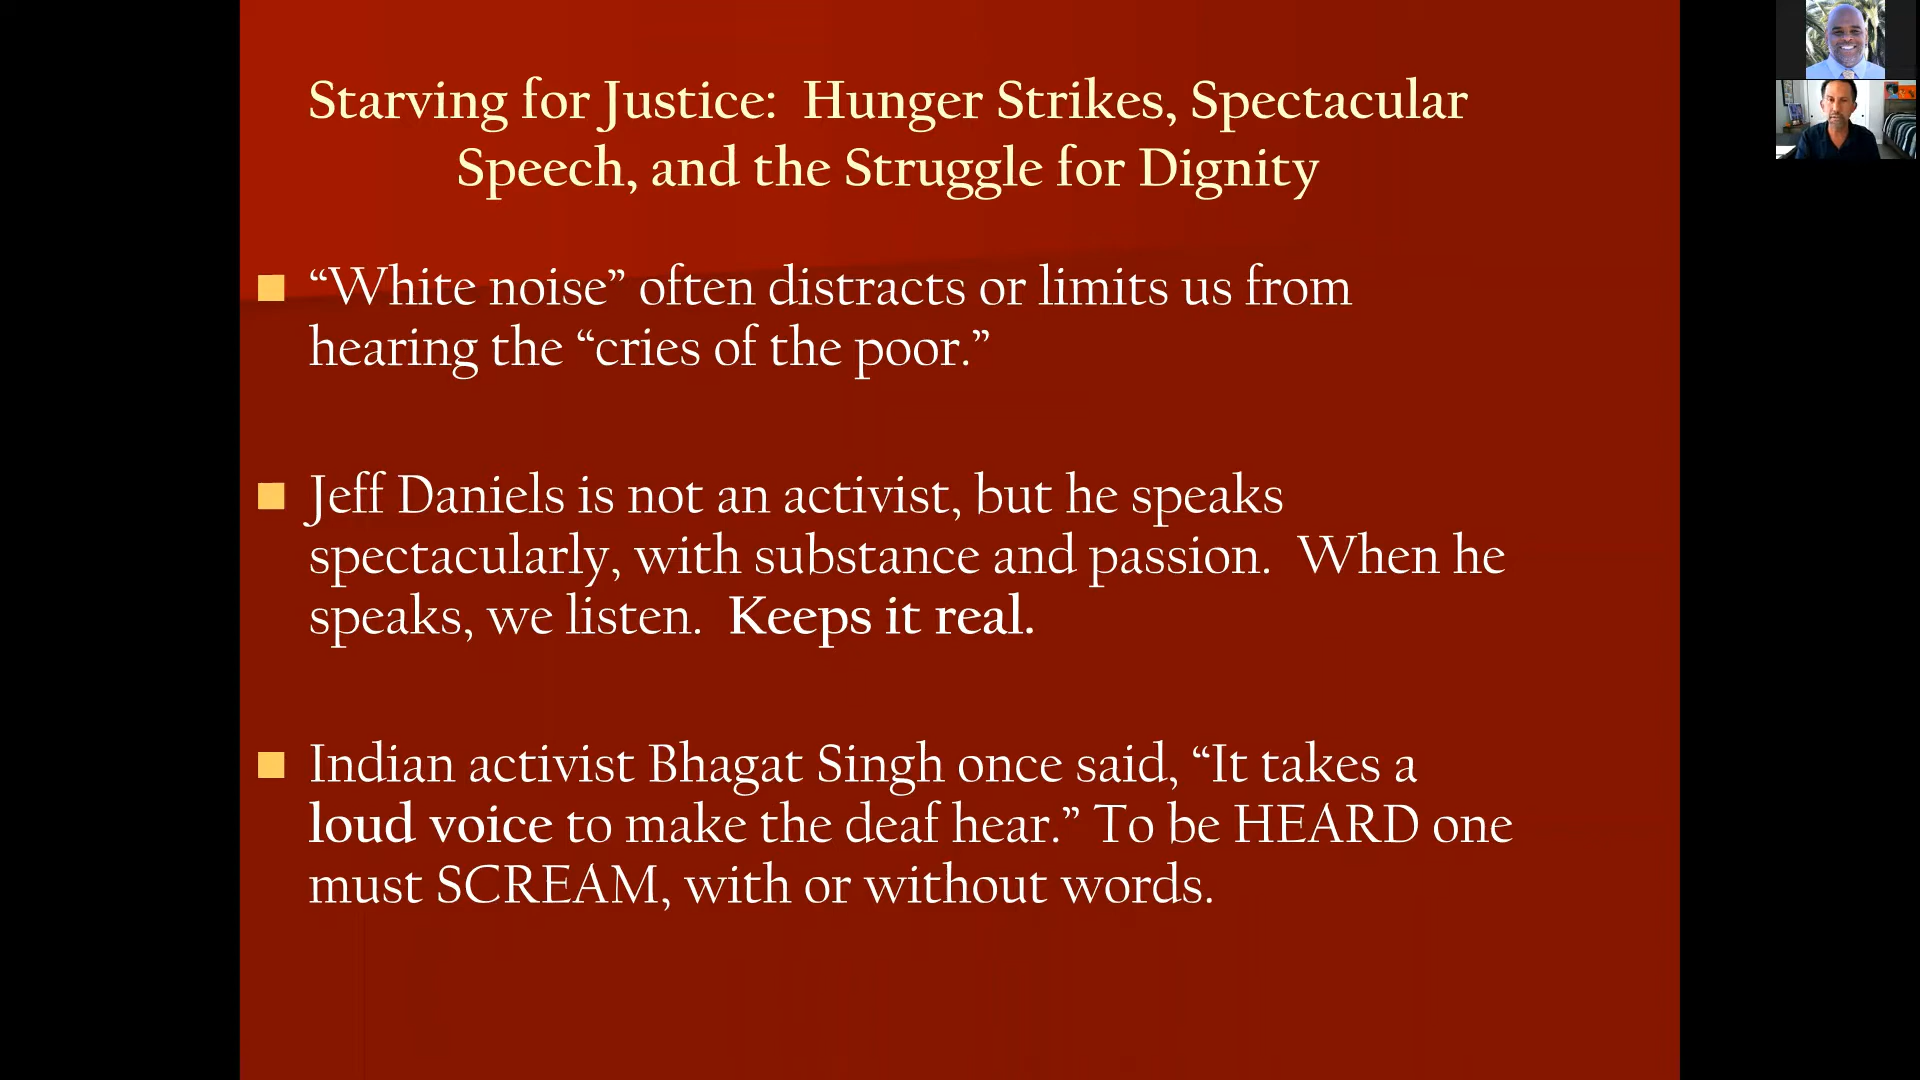 Starving for Justice:  Hunger Strikes, Spectacular
Speech, and the Struggle for Dignity
“White noise” often distracts or limits us from
hearing the “cries of the poor.”
Jeff Daniels is not an activist, but he speaks
spectacularly, with substance and passion.  When he
speaks, we listen.  Keeps it real.
Indian activist Bhagat Singh once said, “It takes a
loud voice to make the deaf hear.” To be HEARD one
must SCREAM, with or without words.